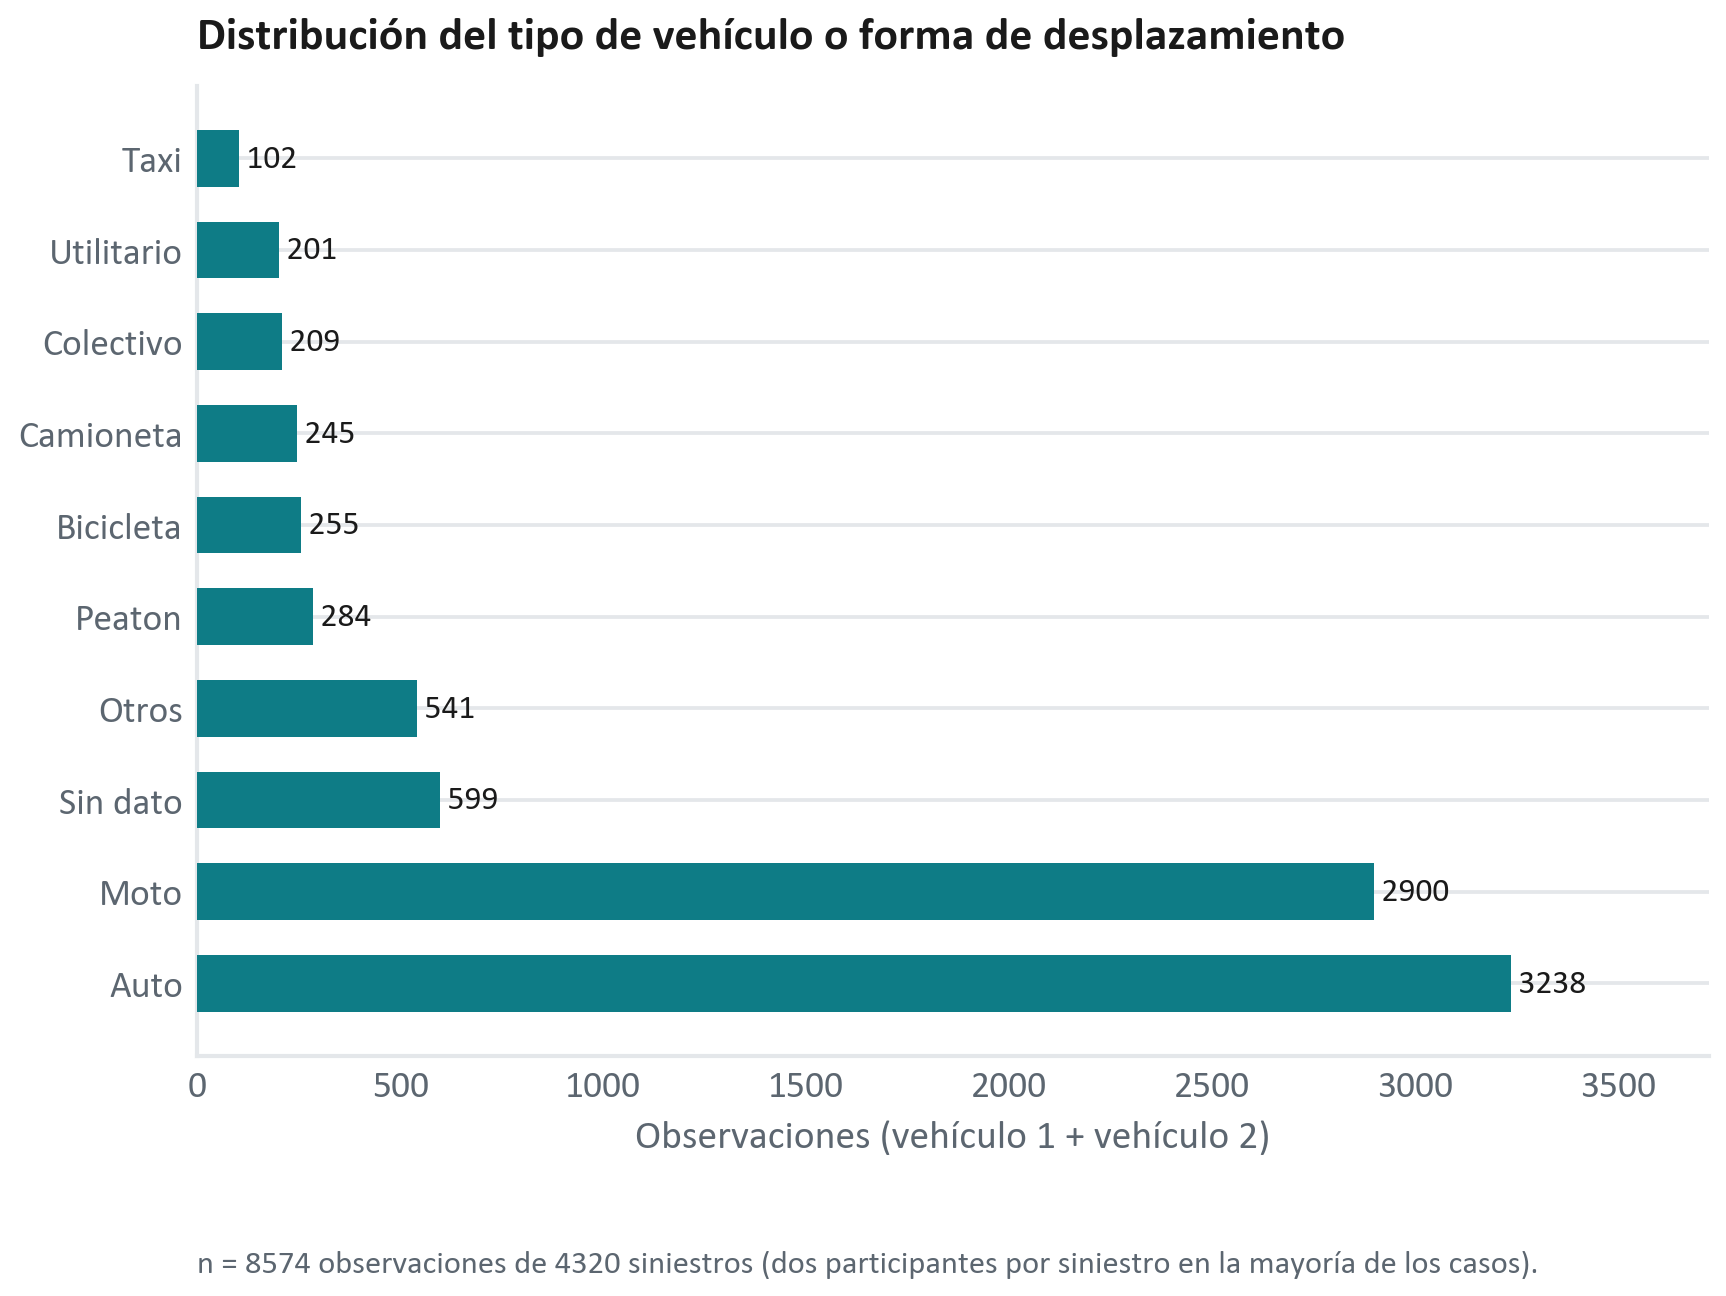 Distribución del tipo de vehículo o forma de desplazamiento
Taxi 102
Utilitario 201
Colectivo 209
Camioneta 245
Bicicleta 255
Peaton 284
Otros 541
Sin dato 599
Moto 2900
Auto 3238
0 500 1000 1500 2000 2500 3000 3500
Observaciones (vehículo 1 + vehículo 2)
n = 8574 observaciones de 4320 siniestros (dos participantes por siniestro en la mayoría de los casos).